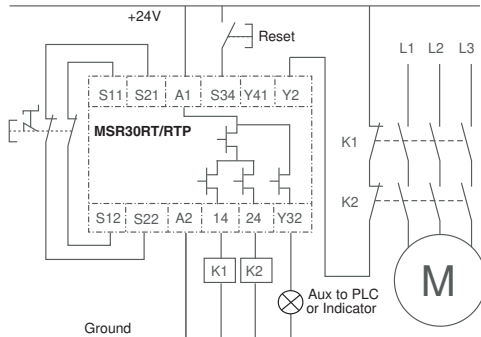 +24V
Reset
L1 L2 L3
S11 S21 A1 S34 Y41 Y2
MSR30RT/RTP
K1
K2
S12 S22 A2 14 24 Y32
K1 K2
Aux to PLC
or Indicator
M
Ground